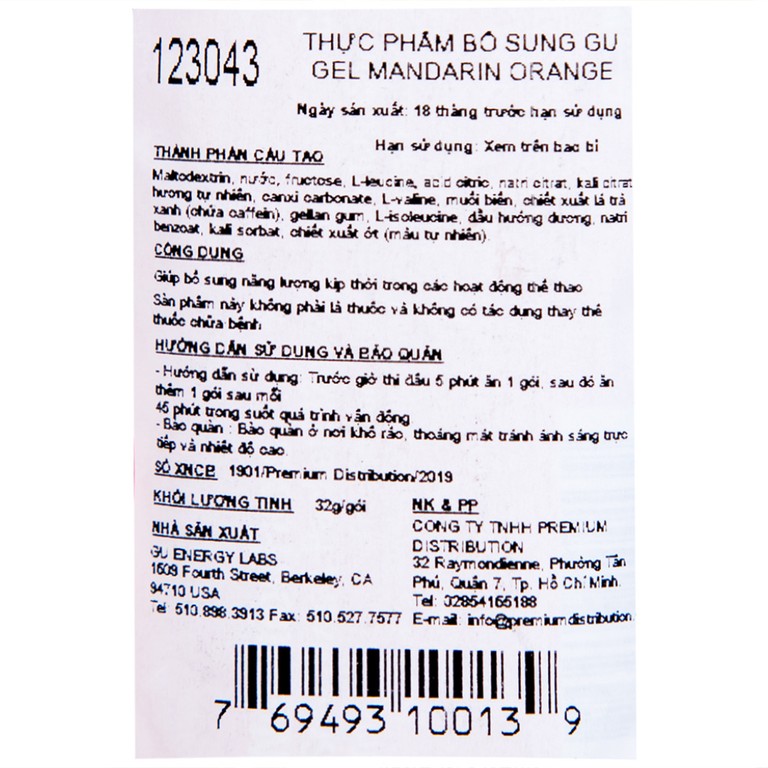 123043
THỰC PHẨM BỔ SUNG GU
GEL MANDARIN ORANGE
Ngày sản xuất: 18 tháng trước hạn sử dụng
Hạn sử dụng: Xem trên bao bì
THÀNH PHẦN CẤU TẠO
Maltodextrin, nước, fructose, L-leucine, acid citric, natri citrat, kali citrat
hương tự nhiên, canxi carbonate, L-valine, muối biển, chiết xuất lá trà
xanh (chứa caffein), gellan gum, L-isoleucine, dầu hướng dương, natri
benzoat, kali sorbat, chiết xuất ớt (màu tự nhiên).
CÔNG DỤNG
Giúp bổ sung năng lượng kịp thời trong các hoạt động thể thao
Sản phẩm này không phải là thuốc và không có tác dụng thay thế
thuốc chữa bệnh
HƯỚNG DẪN SỬ DỤNG VÀ BẢO QUẢN
- Hướng dẫn sử dụng: Trước giờ thi đấu 5 phút ăn 1 gói, sau đó ăn
thêm 1 gói sau mỗi
45 phút trong suốt quá trình vận động
- Bảo quản : Bảo quản ở nơi khô ráo, thoáng mát tránh ánh sáng trực
tiếp và nhiệt độ cao.
SỐ XNCB 1901/Premium Distribution/2019
KHỐI LƯỢNG TỊNH 32g/gói
NHÀ SẢN XUẤT
GU ENERGY LABS
1609 Fourth Street, Berkeley, CA
94710 USA
Tel: 510.898.3913 Fax: 510.527.7577
NK & PP
CÔNG TY TNHH PREMIUM
DISTRIBUTION
32 Raymondienne, Phường Tân
Phú, Quận 7, Tp. Hồ Chí Minh.
Tel: 02854165188
E-mail: info@premiumdistribution
7 69493 10013 9